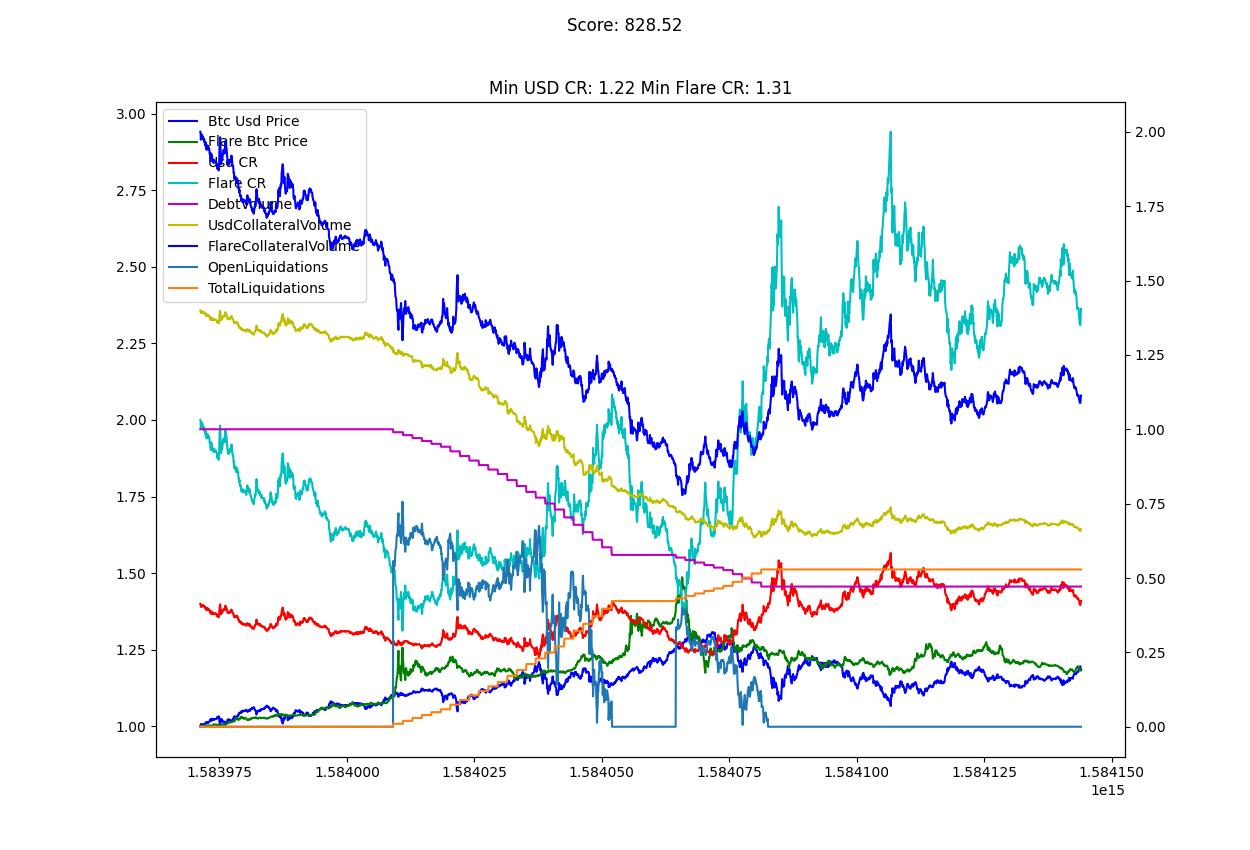 Score: 828.52
Min USD CR: 1.22 Min Flare CR: 1.31
Btc Usd Price
Flare Btc Price
Usd CR
Flare CR
DebtVolume
UsdCollateralVolume
FlareCollateralVolume
OpenLiquidations
TotalLiquidations
3.00
2.75
2.50
2.25
2.00
1.75
1.50
1.25
1.00
2.00
1.75
1.50
1.25
1.00
0.75
0.50
0.25
0.00
1.583975 1.584000 1.584025 1.584050 1.584075 1.584100 1.584125 1.584150
1e15